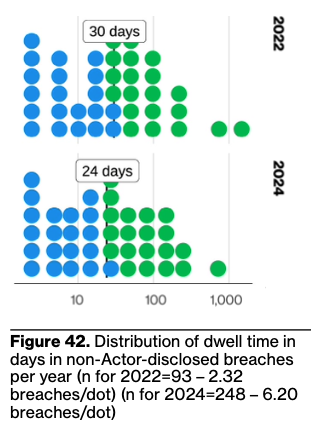 30 days
2022
24 days
2024
10 100 1,000
Figure 42. Distribution of dwell time in
days in non-Actor-disclosed breaches
per year (n for 2022=93 – 2.32
breaches/dot) (n for 2024=248 – 6.20
breaches/dot)